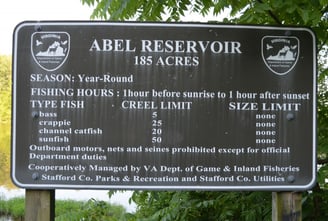 ABEL RESERVOIR
185 ACRES
SEASON: Year-Round
FISHING HOURS : 1hour before sunrise to 1 hour after sunset
TYPE FISH CREEL LIMIT SIZE LIMIT
bass 5 none
crappie 25 none
channel catfish 20 none
sunfish 50 none
Outboard motors, nets and seines prohibited except for official
Department duties
Cooperatively Managed by VA Dept. of Game & Inland Fisheries
Stafford Co. Parks & Recreation and Stafford Co. Utilities